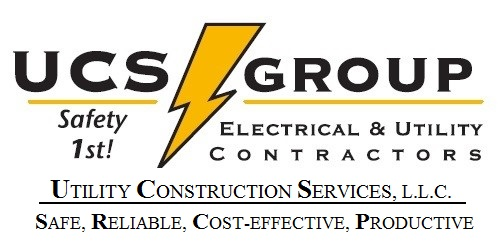 UCS GROUP
Safety
1st!
ELECTRICAL & UTILITY
CONTRACTORS
UTILITY CONSTRUCTION SERVICES, L.L.C.
SAFE, RELIABLE, COST-EFFECTIVE, PRODUCTIVE